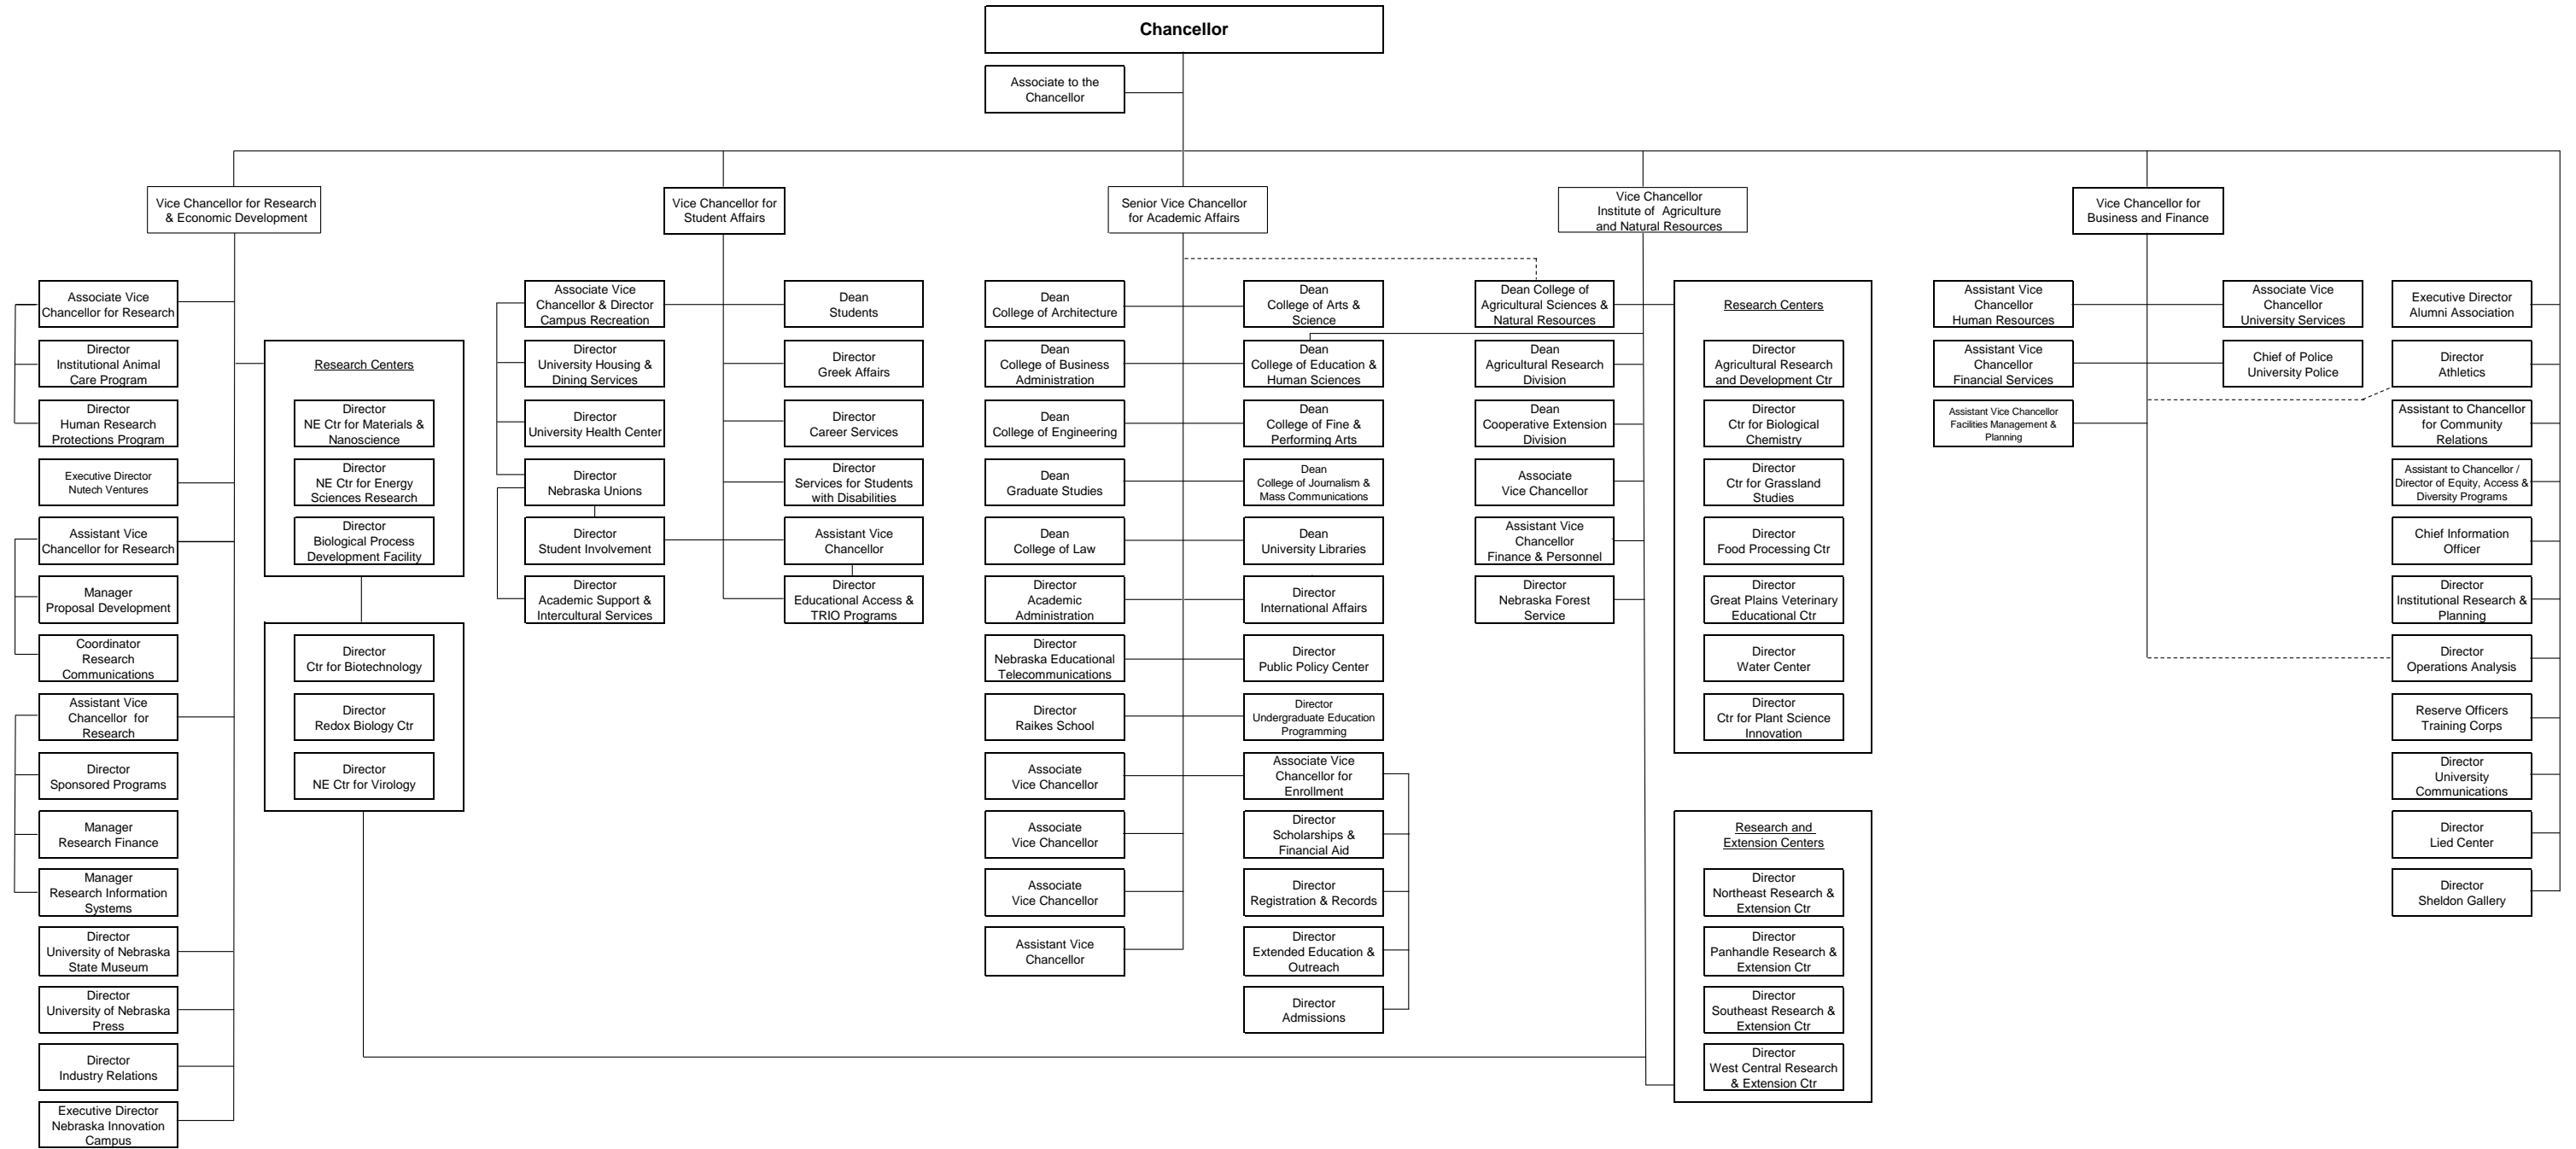 Chancellor
Associate to the
Chancellor
Vice Chancellor for Research
& Economic Development
Vice Chancellor for
Student Affairs
Senior Vice Chancellor
for Academic Affairs
Vice Chancellor
Institute of Agriculture
and Natural Resources
Vice Chancellor for
Business and Finance
Associate Vice
Chancellor for Research
Director
Institutional Animal
Care Program
Director
Human Research
Protections Program
Executive Director
Nutech Ventures
Assistant Vice
Chancellor for Research
Manager
Proposal Development
Coordinator
Research
Communications
Assistant Vice
Chancellor for
Research
Director
Sponsored Programs
Manager
Research Finance
Manager
Research Information
Systems
Director
University of Nebraska
State Museum
Director
University of Nebraska
Press
Director
Industry Relations
Executive Director
Nebraska Innovation
Campus
Research Centers
Director
NE Ctr for Materials &
Nanoscience
Director
NE Ctr for Energy
Sciences Research
Director
Biological Process
Development Facility
Director
Ctr for Biotechnology
Director
Redox Biology Ctr
Director
NE Ctr for Virology
Associate Vice
Chancellor & Director
Campus Recreation
Director
University Housing &
Dining Services
Director
University Health Center
Director
Nebraska Unions
Director
Student Involvement
Director
Academic Support &
Intercultural Services
Dean
Students
Director
Greek Affairs
Director
Career Services
Director
Services for Students
with Disabilities
Assistant Vice
Chancellor
Director
Educational Access &
TRIO Programs
Dean
College of Architecture
Dean
College of Business
Administration
Dean
College of Engineering
Dean
Graduate Studies
Dean
College of Law
Director
Academic
Administration
Director
Nebraska Educational
Telecommunications
Director
Raikes School
Associate
Vice Chancellor
Associate
Vice Chancellor
Associate
Vice Chancellor
Assistant Vice
Chancellor
Dean
College of Arts &
Science
Dean
College of Education &
Human Sciences
Dean
College of Fine &
Performing Arts
Dean
College of Journalism &
Mass Communications
Dean
University Libraries
Director
International Affairs
Director
Public Policy Center
Director
Undergraduate Education
Programming
Associate Vice
Chancellor for
Enrollment
Director
Scholarships &
Financial Aid
Director
Registration & Records
Director
Extended Education &
Outreach
Director
Admissions
Dean College of
Agricultural Sciences &
Natural Resources
Dean
Agricultural Research
Division
Dean
Cooperative Extension
Division
Associate
Vice Chancellor
Assistant Vice
Chancellor
Finance & Personnel
Director
Nebraska Forest
Service
Research Centers
Director
Agricultural Research
and Development Ctr
Director
Ctr for Biological
Chemistry
Director
Ctr for Grassland
Studies
Director
Food Processing Ctr
Director
Great Plains Veterinary
Educational Ctr
Director
Water Center
Director
Ctr for Plant Science
Innovation
Research and
Extension Centers
Director
Northeast Research &
Extension Ctr
Director
Panhandle Research &
Extension Ctr
Director
Southeast Research &
Extension Ctr
Director
West Central Research
& Extension Ctr
Assistant Vice
Chancellor
Human Resources
Assistant Vice
Chancellor
Financial Services
Assistant Vice Chancellor
Facilities Management &
Planning
Associate Vice
Chancellor
University Services
Chief of Police
University Police
Executive Director
Alumni Association
Director
Athletics
Assistant to Chancellor
for Community
Relations
Assistant to Chancellor /
Director of Equity, Access &
Diversity Programs
Chief Information
Officer
Director
Institutional Research &
Planning
Director
Operations Analysis
Reserve Officers
Training Corps
Director
University
Communications
Director
Lied Center
Director
Sheldon Gallery